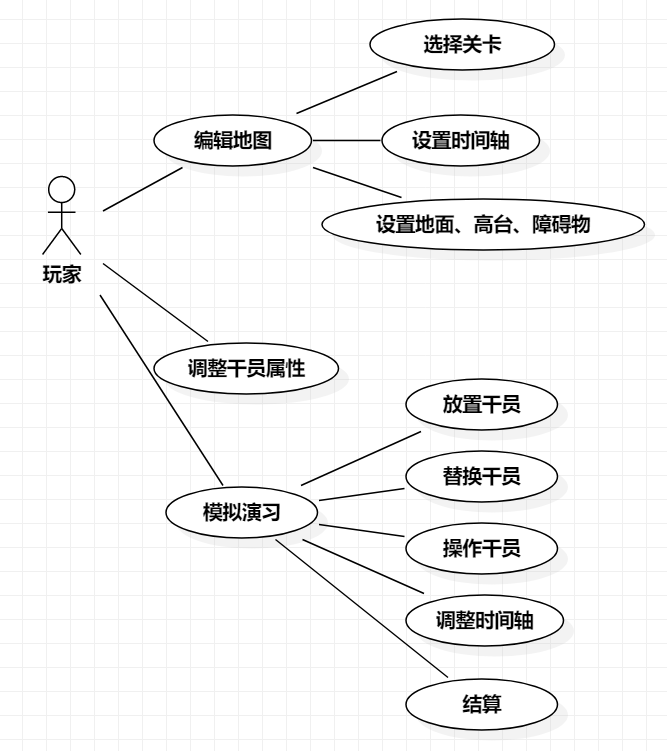 选择关卡
编辑地图
设置时间轴
设置地面、高台、障碍物
玩家
调整干员属性
放置干员
替换干员
模拟演习
操作干员
调整时间轴
结算